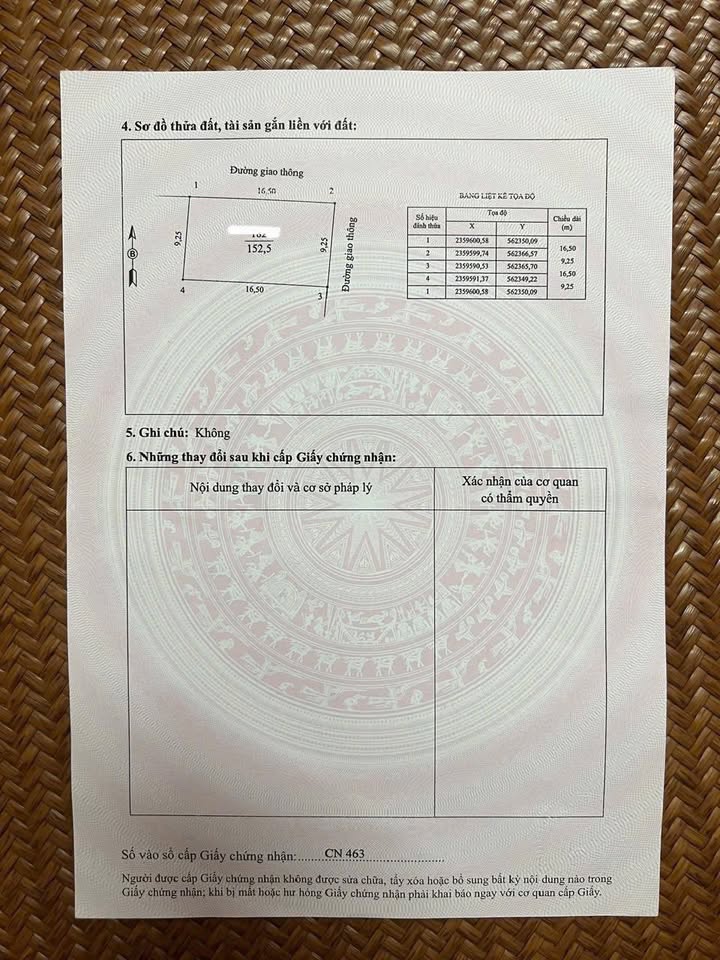 4. Sơ đồ thửa đất, tài sản gắn liền với đất:
Đường giao thông
1
16,50
2
9,25
152,5
9,25
Đường giao thông
B
4
16,50
3
BẢNG LIỆT KÊ TỌA ĐỘ
Số hiệu đỉnh thửa
Tọa độ
Chiều dài (m)
X Y
1 2359600,58 562350,09
16,50
2 2359599,74 562366,57
9,25
3 2359590,53 562365,70
16,50
4 2359591,37 562349,22
9,25
1 2359600,58 562350,09
5. Ghi chú: Không
6. Những thay đổi sau khi cấp Giấy chứng nhận:
Nội dung thay đổi và cơ sở pháp lý
Xác nhận của cơ quan
có thẩm quyền
Số vào sổ cấp Giấy chứng nhận: CN 463
Người được cấp Giấy chứng nhận không được sửa chữa, tẩy xóa hoặc bổ sung bất kỳ nội dung nào trong
Giấy chứng nhận; khi bị mất hoặc hư hỏng Giấy chứng nhận phải khai báo ngay với cơ quan cấp Giấy.